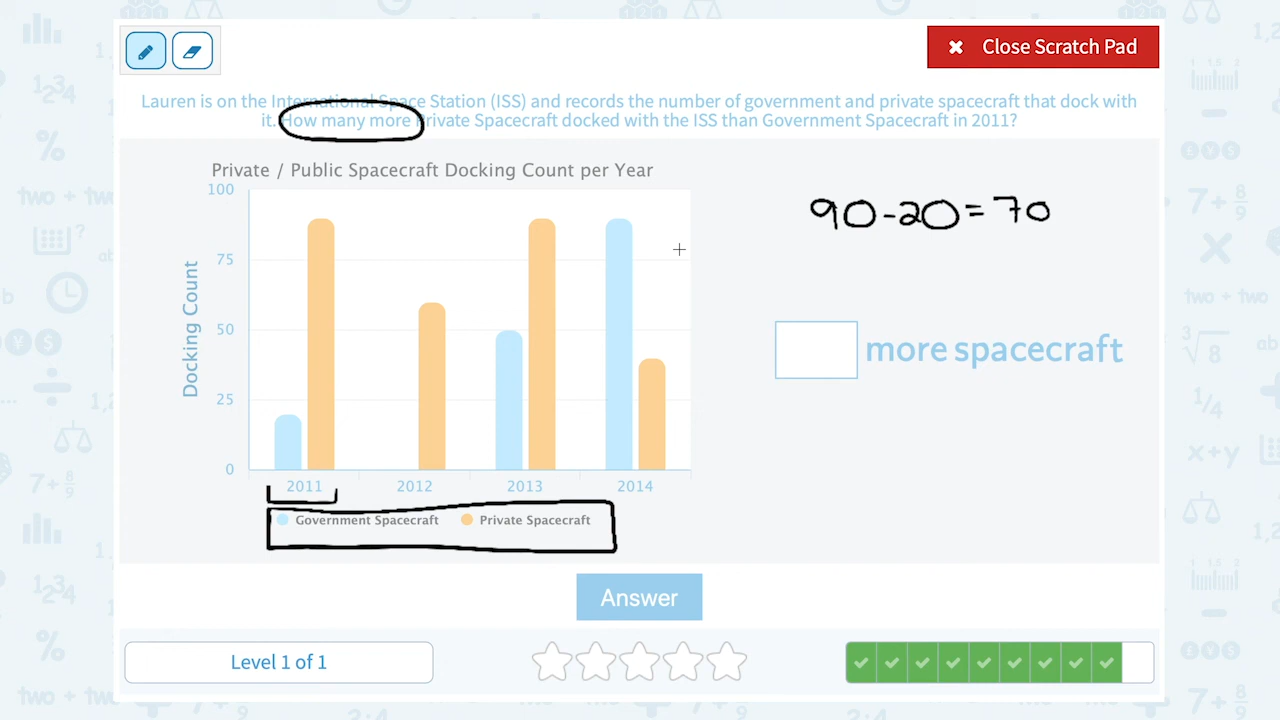 Close Scratch Pad
Lauren is on the International Space Station (ISS) and records the number of government and private spacecraft that dock with
it. How many more Private Spacecraft docked with the ISS than Government Spacecraft in 2011?
Private / Public Spacecraft Docking Count per Year
100
75
50
25
0
Docking Count
2011 2012 2013 2014
Government Spacecraft Private Spacecraft
90-20=70
more spacecraft
Answer
Level 1 of 1